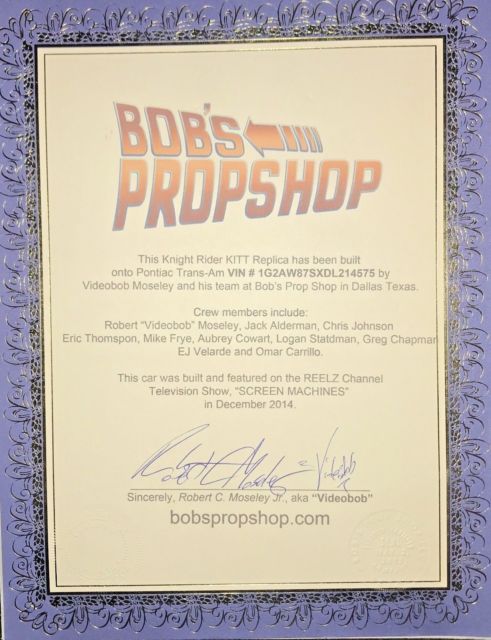 BOB'S
PROPSHOP
This Knight Rider KITT Replica has been built
onto Pontiac Trans-Am VIN # 1G2AW87SXDL214575 by
Videobob Moseley and his team at Bob's Prop Shop in Dallas Texas.
Crew members include:
Robert "Videobob" Moseley, Jack Alderman, Chris Johnson
Eric Thomspon, Mike Frye, Aubrey Cowart, Logan Statdman, Greg Chapman
EJ Velarde and Omar Carrillo.
This car was built and featured on the REELZ Channel
Television Show, "SCREEN MACHINES"
in December 2014.
Sincerely, Robert C. Moseley Jr., aka "Videobob"
bobspropshop.com